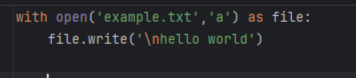 with open('example.txt','a') as file:
    file.write('\nhello world')